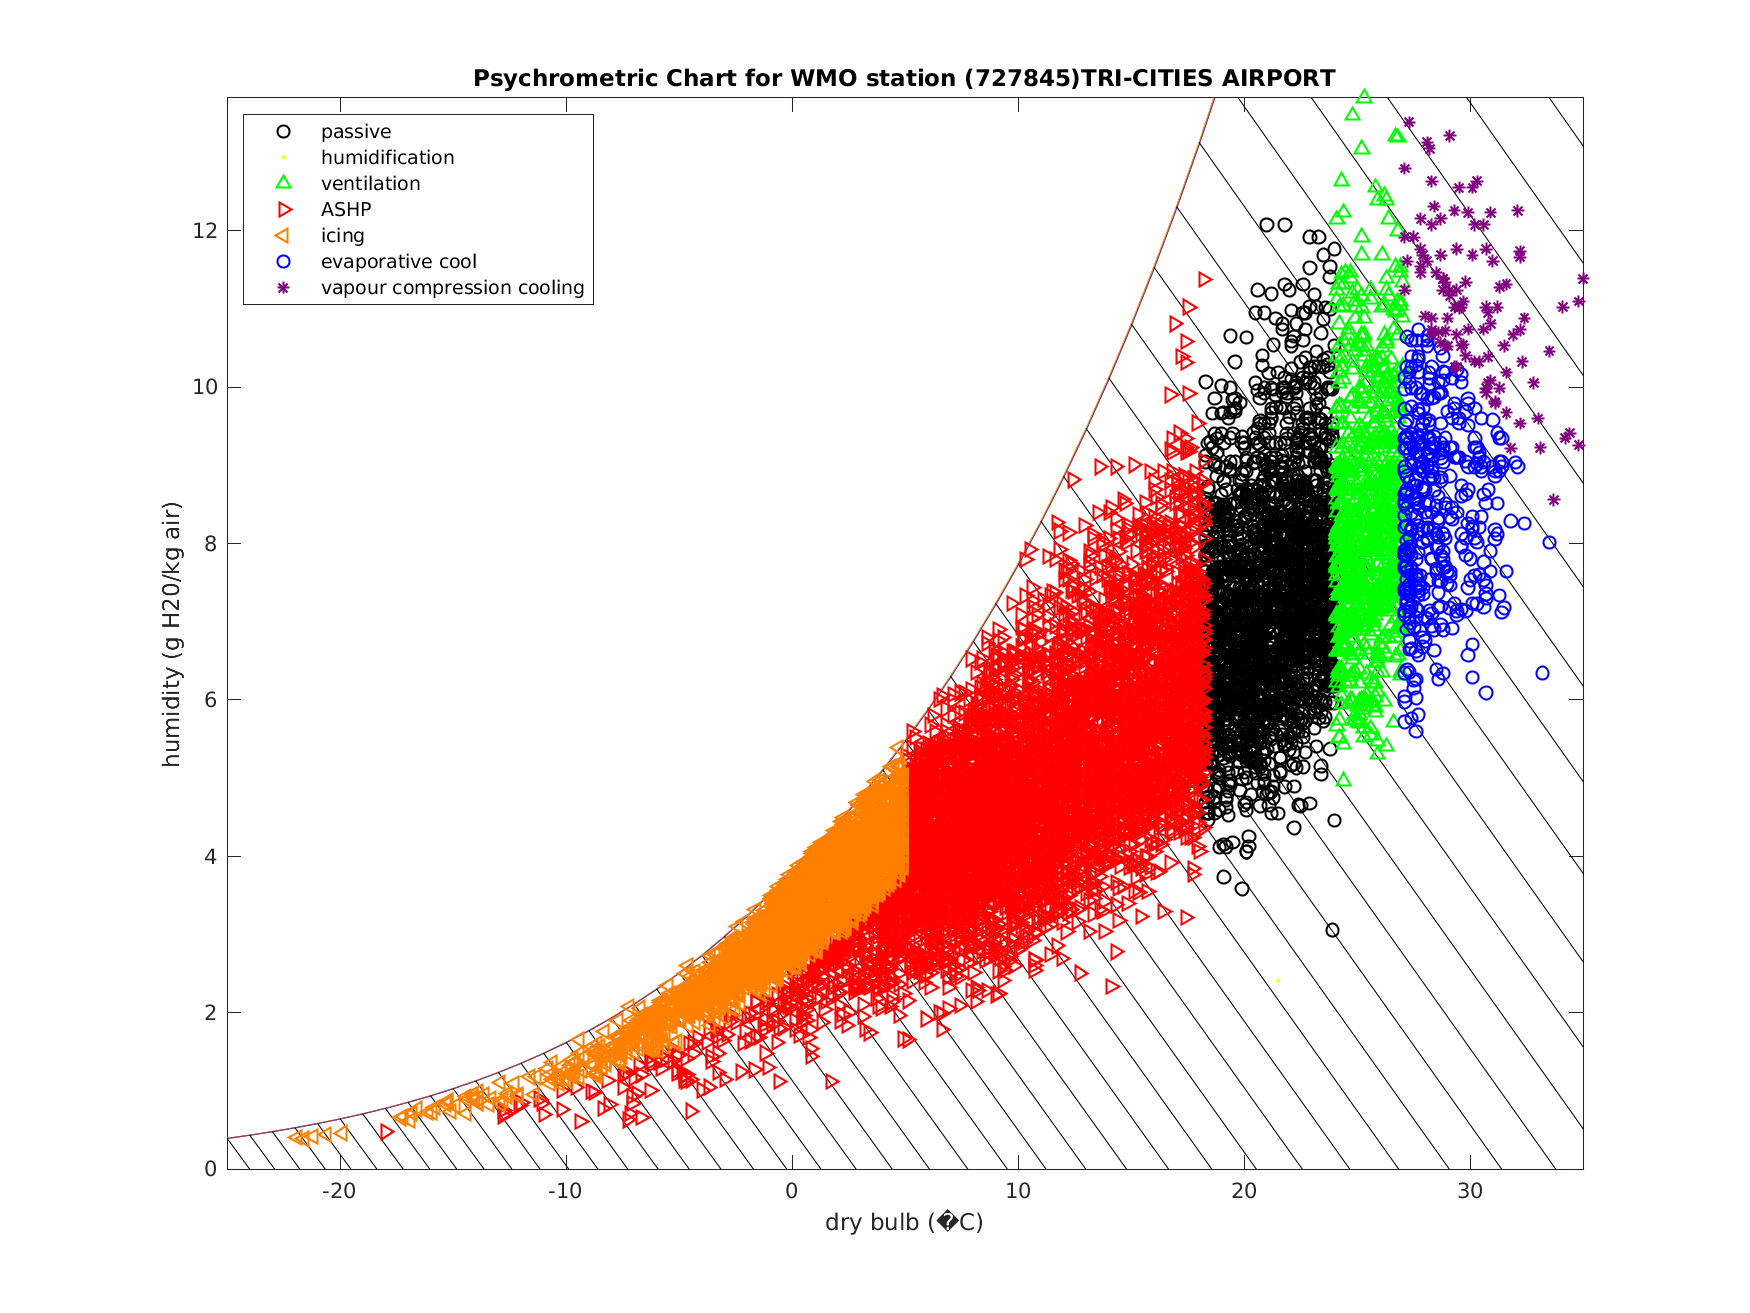 Psychrometric Chart for WMO station (727845)TRI-CITIES AIRPORT
passive
humidification
ventilation
ASHP
icing
evaporative cool
vapour compression cooling
humidity (g H20/kg air)
12
10
8
6
4
2
0
-20
-10
0
10
20
30
dry bulb (�C)